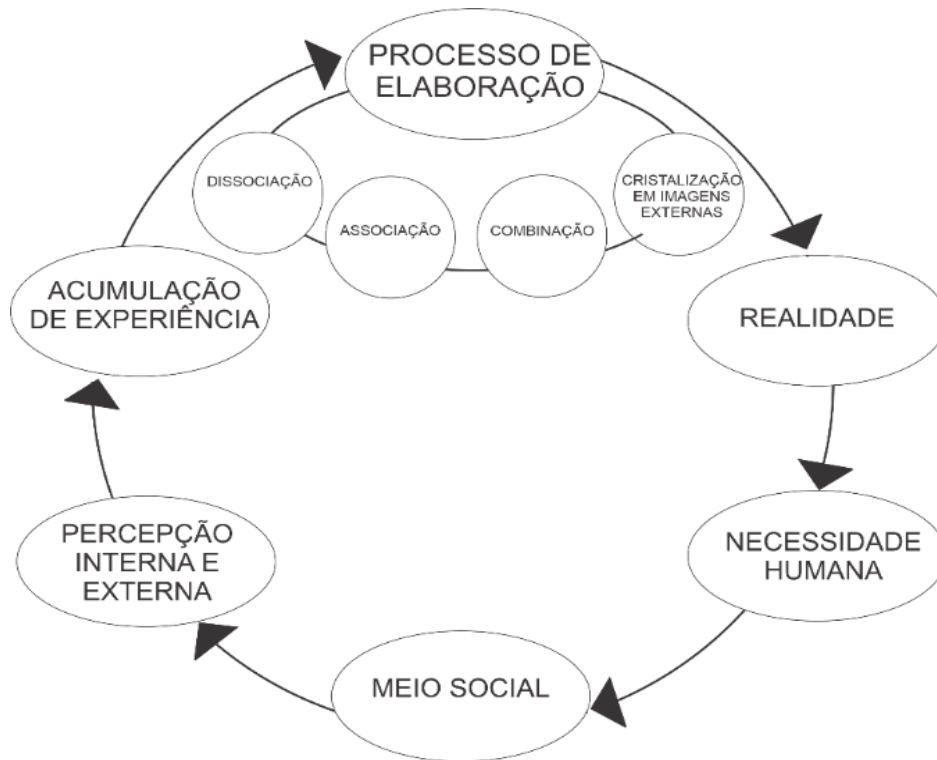 PROCESSO DE
ELABORAÇÃO
DISSOCIAÇÃO
ASSOCIAÇÃO
COMBINAÇÃO
CRISTALIZAÇÃO
EM IMAGENS
EXTERNAS
ACUMULAÇÃO
DE EXPERIÊNCIA
REALIDADE
PERCEPÇÃO
INTERNA E
EXTERNA
NECESSIDADE
HUMANA
MEIO SOCIAL